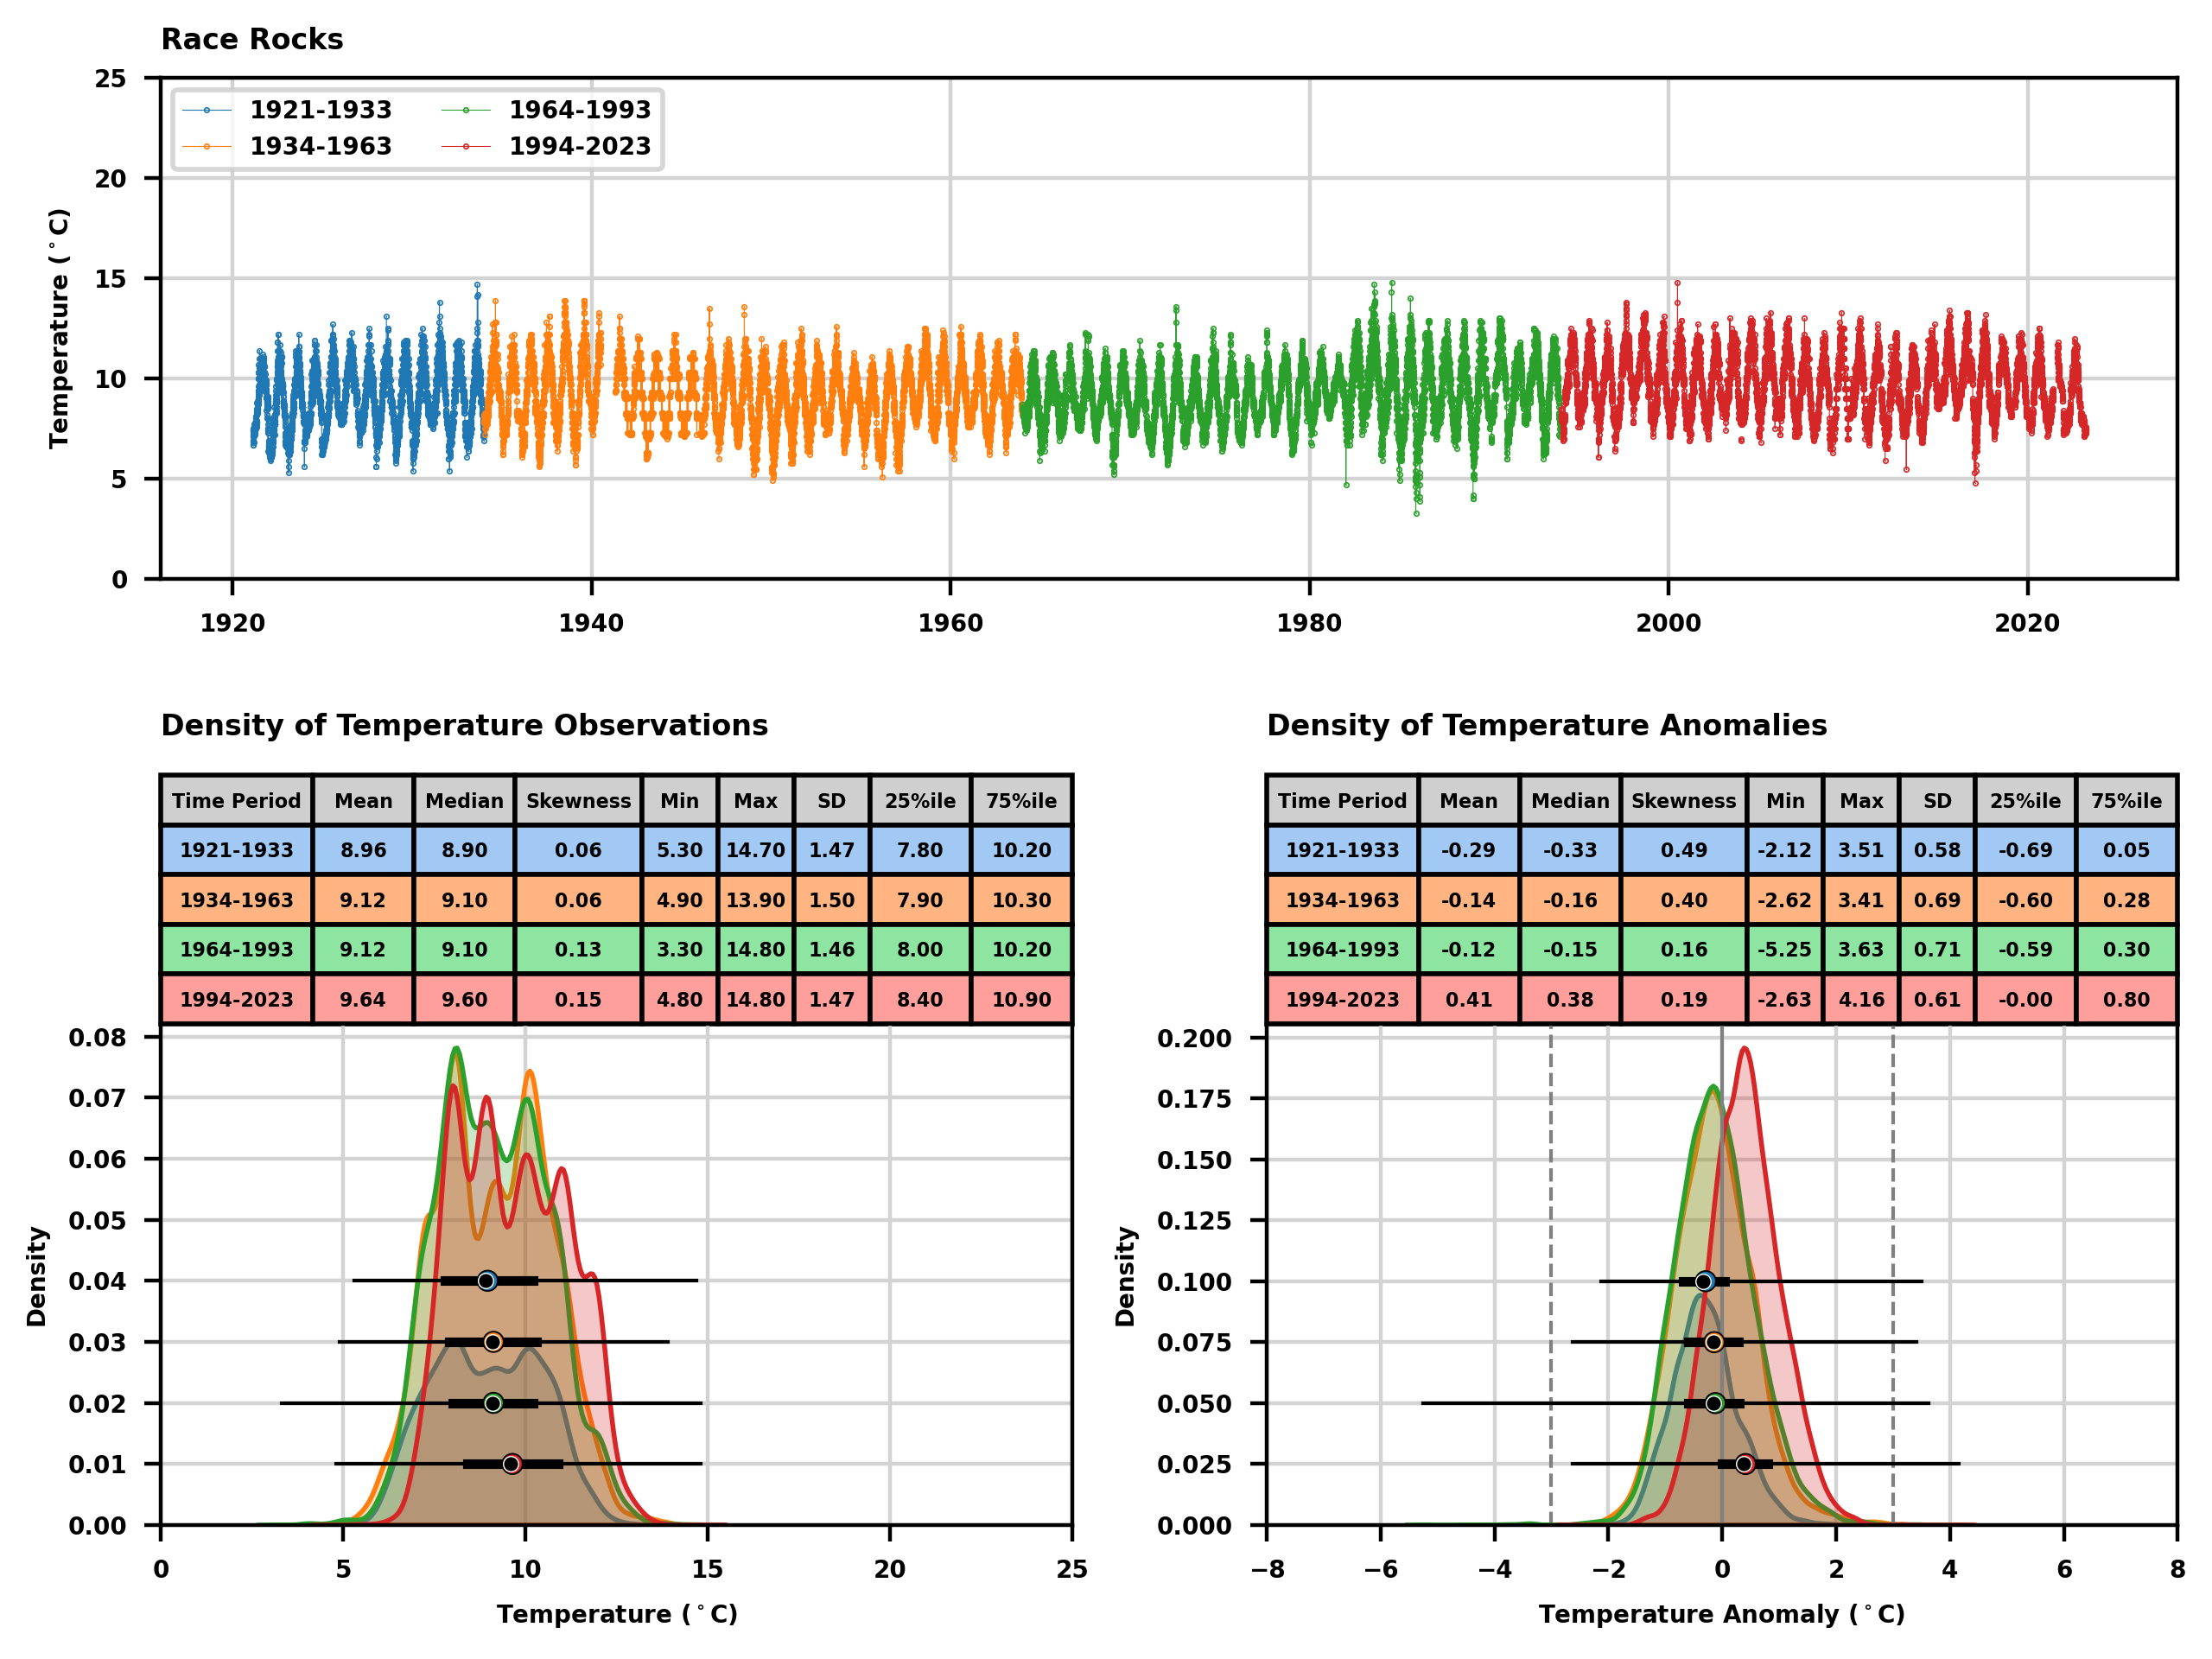 Race Rocks
25
20
15
10
5
0
Temperature (°C)
1921-1933 1964-1993
1934-1963 1994-2023
1920 1940 1960 1980 2000 2020
Density of Temperature Observations
Time Period Mean Median Skewness Min Max SD 25%ile 75%ile
1921-1933 8.96 8.90 0.06 5.30 14.70 1.47 7.80 10.20
1934-1963 9.12 9.10 0.06 4.90 13.90 1.50 7.90 10.30
1964-1993 9.12 9.10 0.13 3.30 14.80 1.46 8.00 10.20
1994-2023 9.64 9.60 0.15 4.80 14.80 1.47 8.40 10.90
0.08
0.07
0.06
0.05
0.04
0.03
0.02
0.01
0.00
Density
0 5 10 15 20 25
Temperature (°C)
Density of Temperature Anomalies
Time Period Mean Median Skewness Min Max SD 25%ile 75%ile
1921-1933 -0.29 -0.33 0.49 -2.12 3.51 0.58 -0.69 0.05
1934-1963 -0.14 -0.16 0.40 -2.62 3.41 0.69 -0.60 0.28
1964-1993 -0.12 -0.15 0.16 -5.25 3.63 0.71 -0.59 0.30
1994-2023 0.41 0.38 0.19 -2.63 4.16 0.61 -0.00 0.80
0.200
0.175
0.150
0.125
0.100
0.075
0.050
0.025
0.000
Density
−8 −6 −4 −2 0 2 4 6 8
Temperature Anomaly (°C)